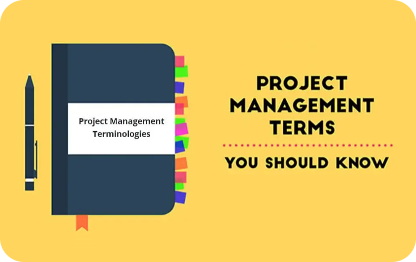 Project Management
Terminologies
PROJECT
MANAGEMENT
TERMS
YOU SHOULD KNOW